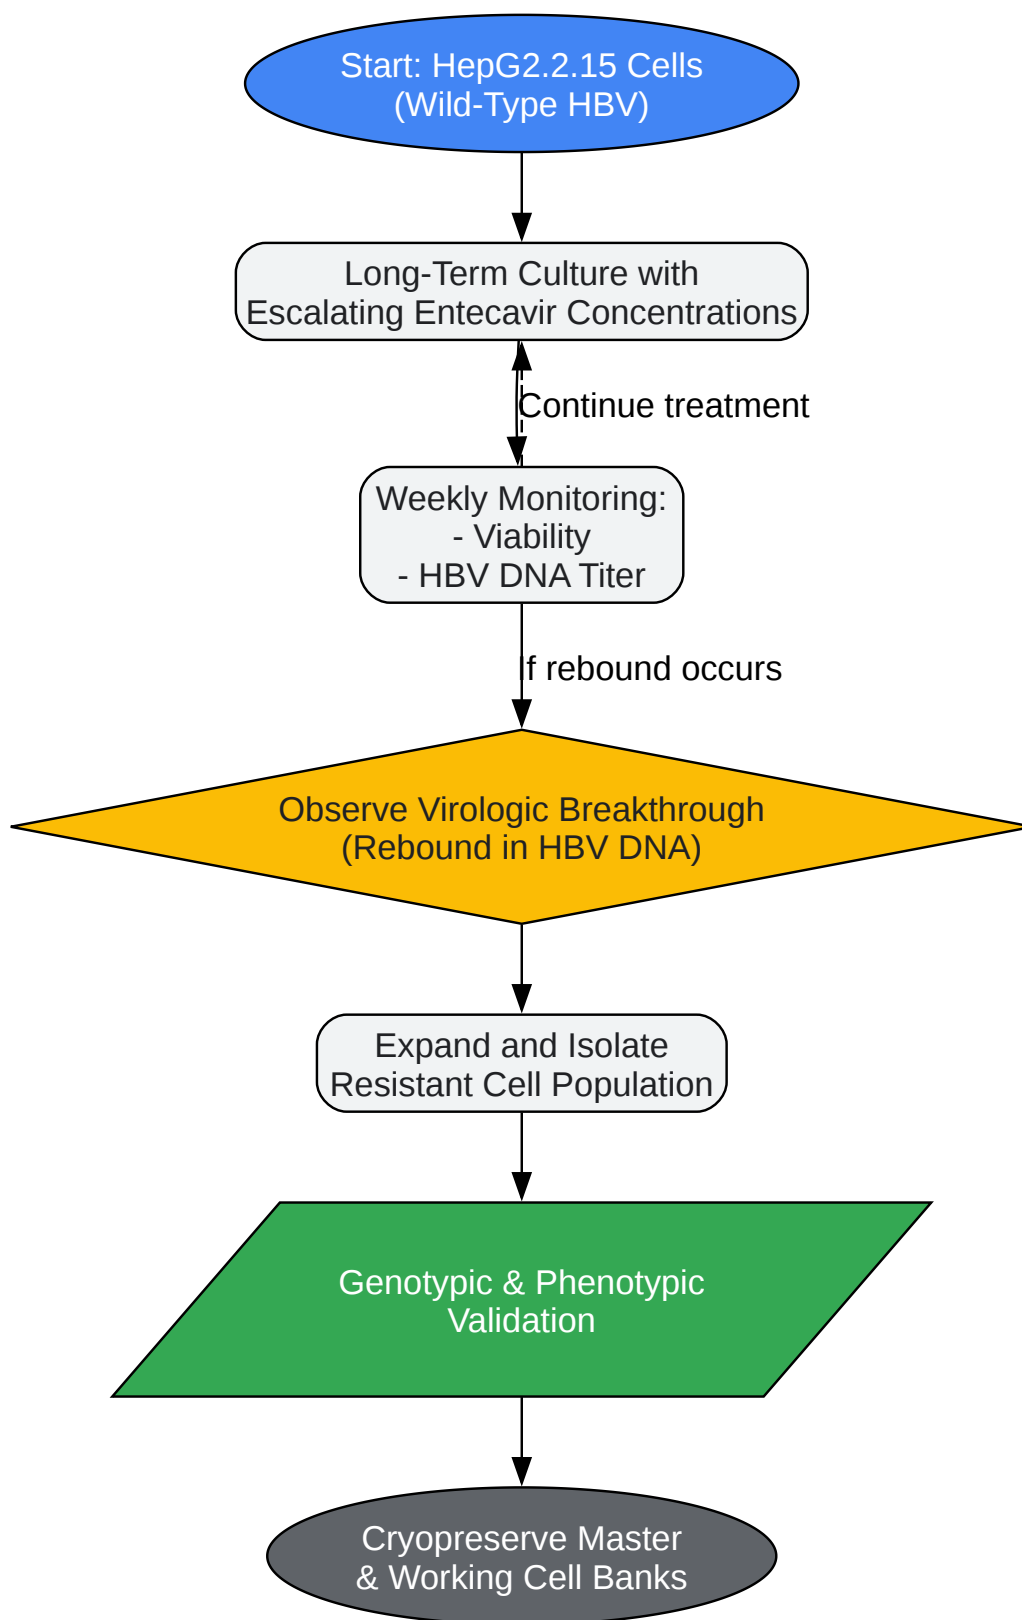 Start: HepG2.2.15 Cells
(Wild-Type HBV)
Long-Term Culture with
Escalating Entecavir Concentrations
Continue treatment
Weekly Monitoring:
- Viability
- HBV DNA Titer
If rebound occurs
Observe Virologic Breakthrough
(Rebound in HBV DNA)
Expand and Isolate
Resistant Cell Population
Genotypic & Phenotypic
Validation
Cryopreserve Master
& Working Cell Banks